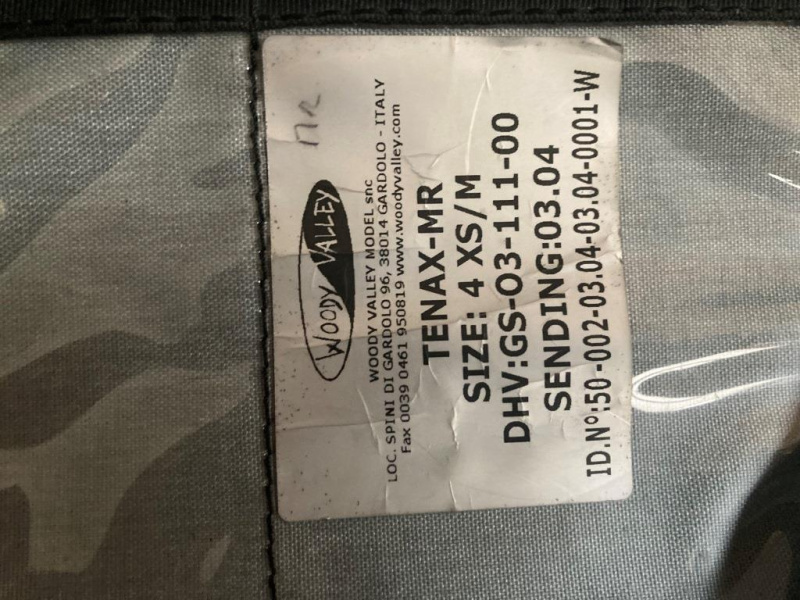 WOODY VALLEY
WOODY VALLEY MODEL snc
LOC. SPINI DI GARDOLO 96, 38014 GARDOLO - ITALY
Fax 0039 0461 950819 www.woodyvalley.com
TENAX-MR
SIZE: 4 XS/M
DHV:GS-O3-111-00
SENDING:03.04
ID.Nº:50-002-03.04-03.04-0001-W